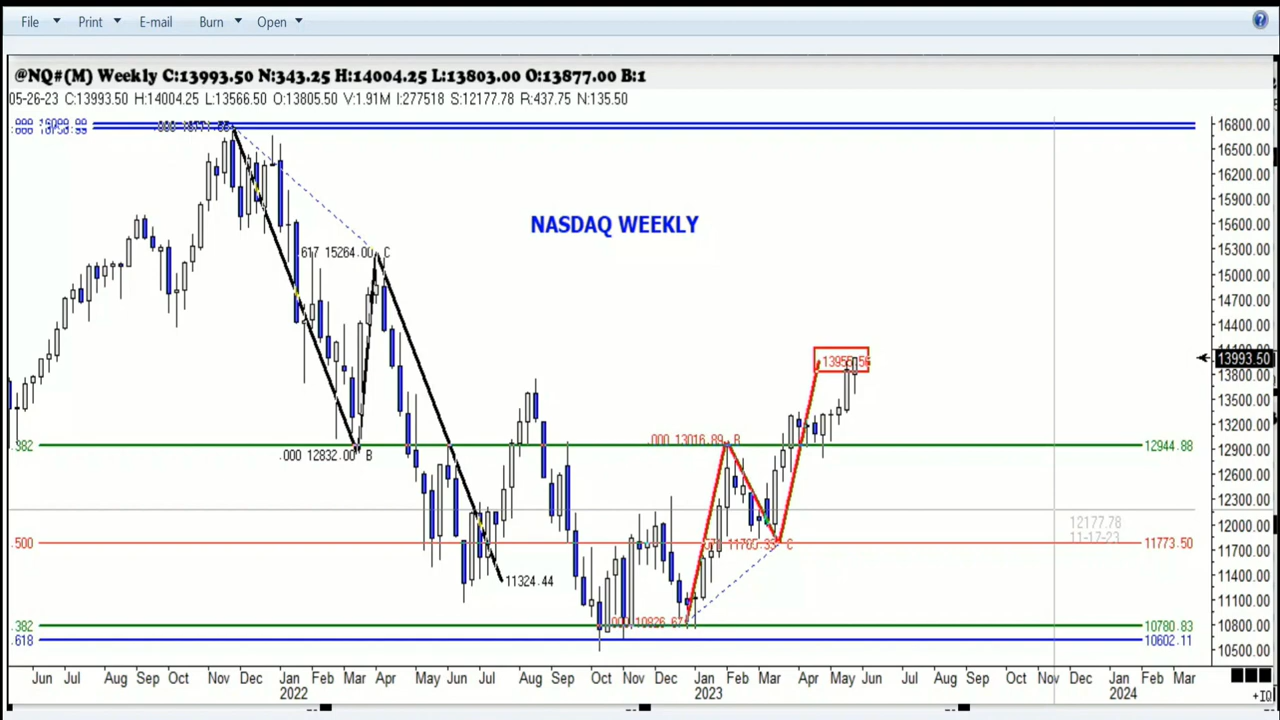 File Print E-mail Burn Open ?
@NQ#(M) Weekly C:13993.50 N:343.25 H:14004.25 L:13803.00 O:13877.00 B:1
05-26-23 C:13993.50 H:14004.25 L:13566.50 O:13805.50 V:1.91M I:277518 S:12177.78 R:437.75 N:135.50
16800.00
16500.00
16200.00
15900.00
NASDAQ WEEKLY
15600.00
.617 15264.00 C
15300.00
15000.00
14700.00
14400.00
13993.50
13800.00
13500.00
13200.00
.382 .000 13016.89 B 12944.88
.000 12832.00 B
12900.00
12600.00
12300.00
12177.78
12000.00
11-17-23
.500 C 11773.50
11700.00
11324.44
11400.00
11100.00
.382 10780.83
10800.00
.618 10602.11
10500.00
Jun Jul Aug Sep Oct Nov Dec Jan Feb Mar Apr May Jun Jul Aug Sep Oct Nov Dec Jan Feb Mar Apr May Jun Jul Aug Sep Oct Nov Dec Jan Feb Mar
2022 2023 2024